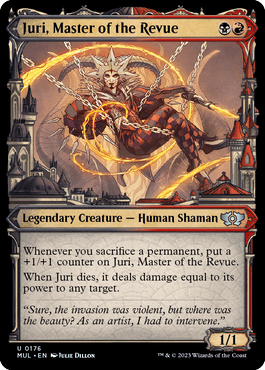 Juri, Master of the Revue
Legendary Creature — Human Shaman
Whenever you sacrifice a permanent, put a
+1/+1 counter on Juri, Master of the Revue.
When Juri dies, it deals damage equal to its
power to any target.
“Sure, the invasion was violent, but where was
the beauty? As an artist, I had to intervene.”
1/1
U 0176
MUL • EN Julie Dillon
™ & © 2023 Wizards of the Coast